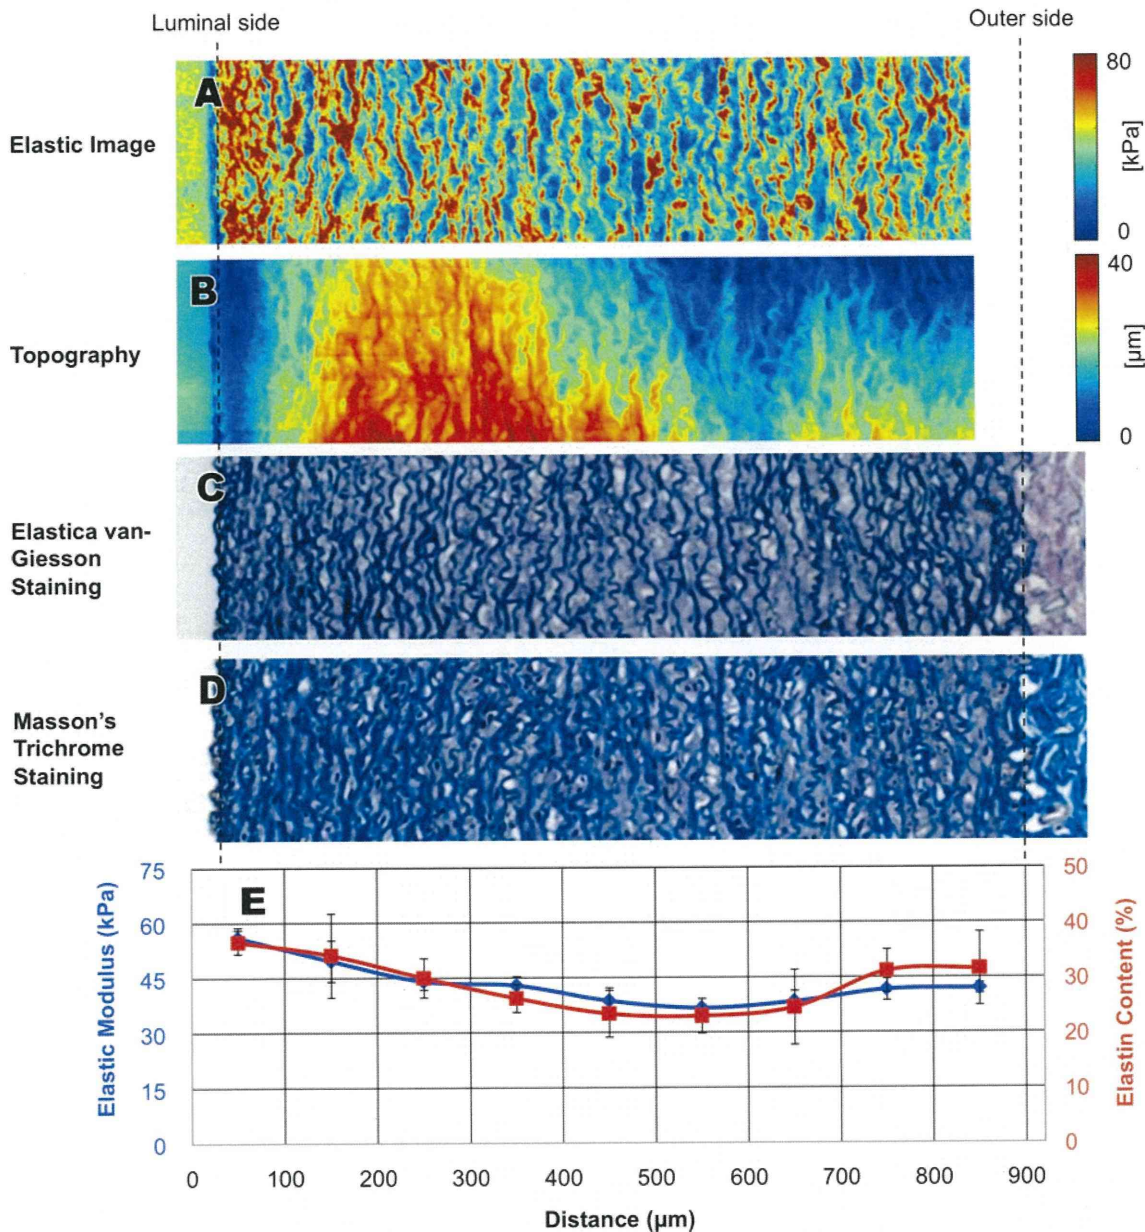 Luminal side
Outer side
A
Elastic Image
80
[kPa]
0
B
Topography
40
[μm]
0
C
Elastica van-
Giesson
Staining
D
Masson's
Trichrome
Staining
E
Elastic Modulus (kPa)
75
60
45
30
15
0
50
40
30
20
10
0
Elastin Content (%)
0 100 200 300 400 500 600 700 800 900
Distance (μm)